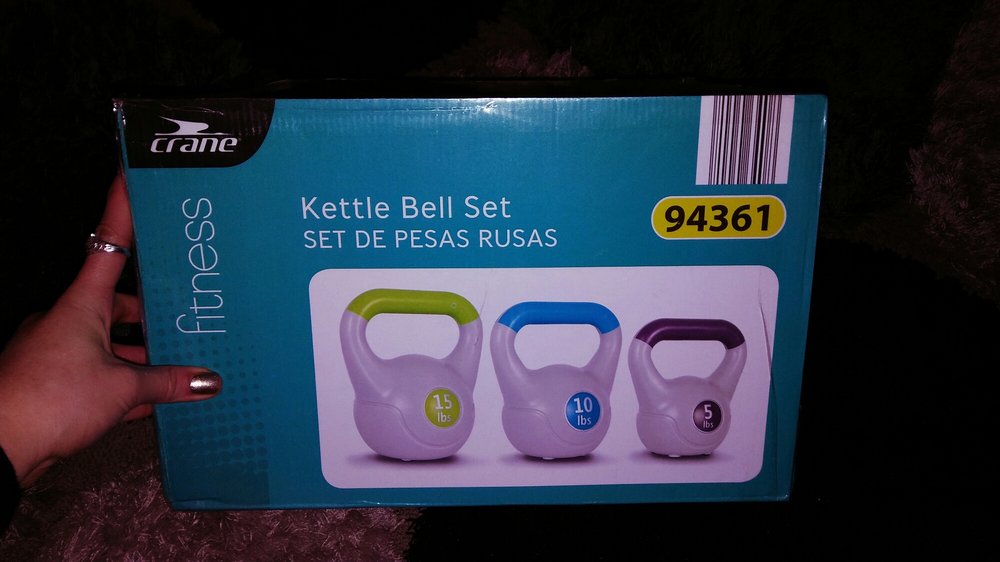 crane
fitness
Kettle Bell Set
SET DE PESAS RUSAS
94361
15
lbs
10
lbs
5
lbs